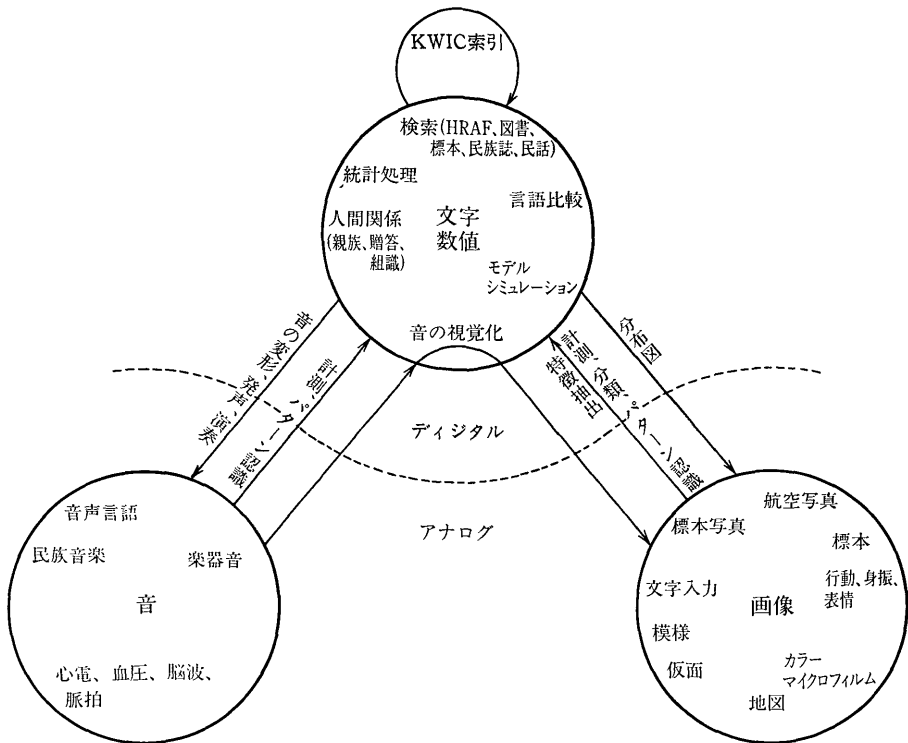 KWIC索引
検索(HRAF、図書、
標本、民族誌、民話)
統計処理
言語比較
人間関係
(親族、贈答、
組識)
文字
数値
モデル
シミュレーション
音の視覚化
音の変形、発声、演奏
計測、パターン認識
計測、分類、パターン認識
特徴抽出
分布図
ディジタル
アナログ
音声言語
民族音楽
楽器音
音
心電、血圧、脳波、
脈拍
航空写真
標本写真
標本
行動、身振、
表情
文字入力
画像
模様
仮面
カラー
マイクロフィルム
地図